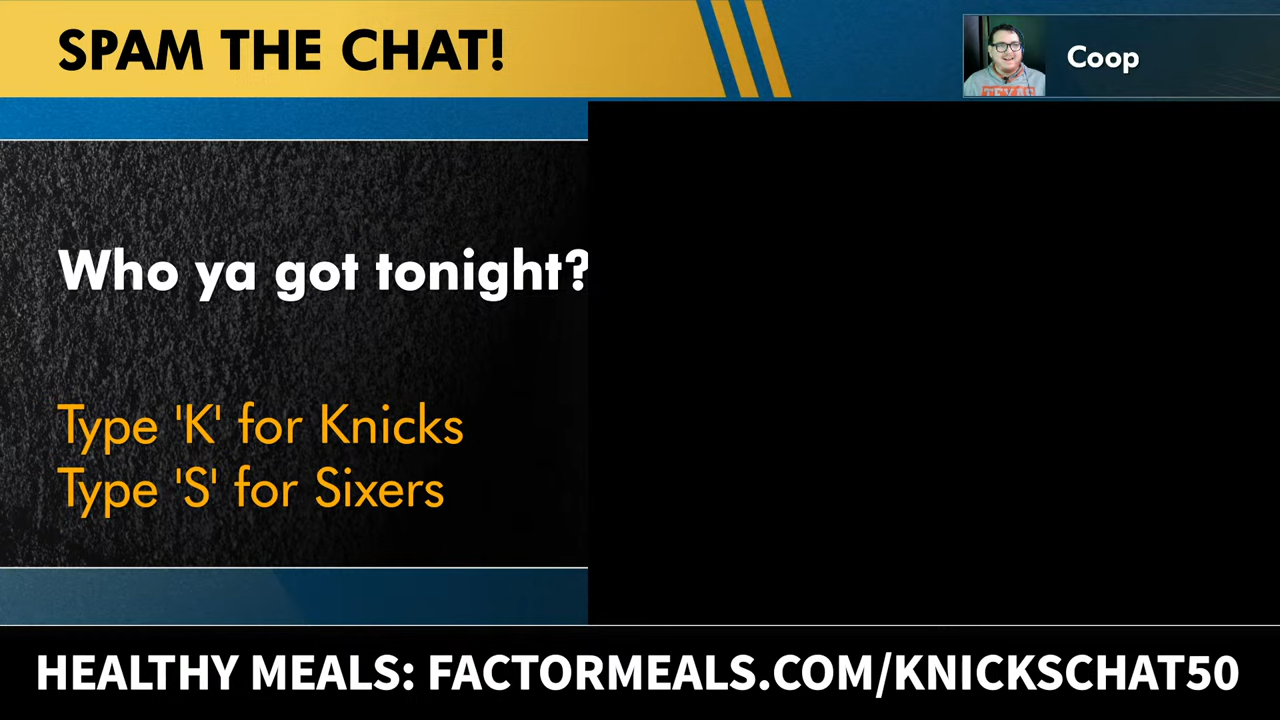 SPAM THE CHAT!
Coop
TEXAS
Who ya got tonight?
Type 'K' for Knicks
Type 'S' for Sixers
HEALTHY MEALS: FACTORMEALS.COM/KNICKSCHAT50